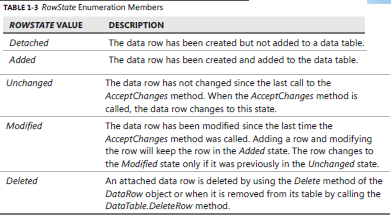 TABLE 1-3 RowState Enumeration Members
ROWSTATE VALUE DESCRIPTION
Detached The data row has been created but not added to a data table.
Added The data row has been created and added to the data table.
Unchanged The data row has not changed since the last call to the
AcceptChanges method. When the AcceptChanges method is
called, the data row changes to this state.
Modified The data row has been modified since the last time the
AcceptChanges method was called. Adding a row and modifying
the row will keep the row in the Added state. The row changes to
the Modified state only if it was previously in the Unchanged state.
Deleted An attached data row is deleted by using the Delete method of the
DataRow object or when it is removed from its table by calling the
DataTable.DeleteRow method.